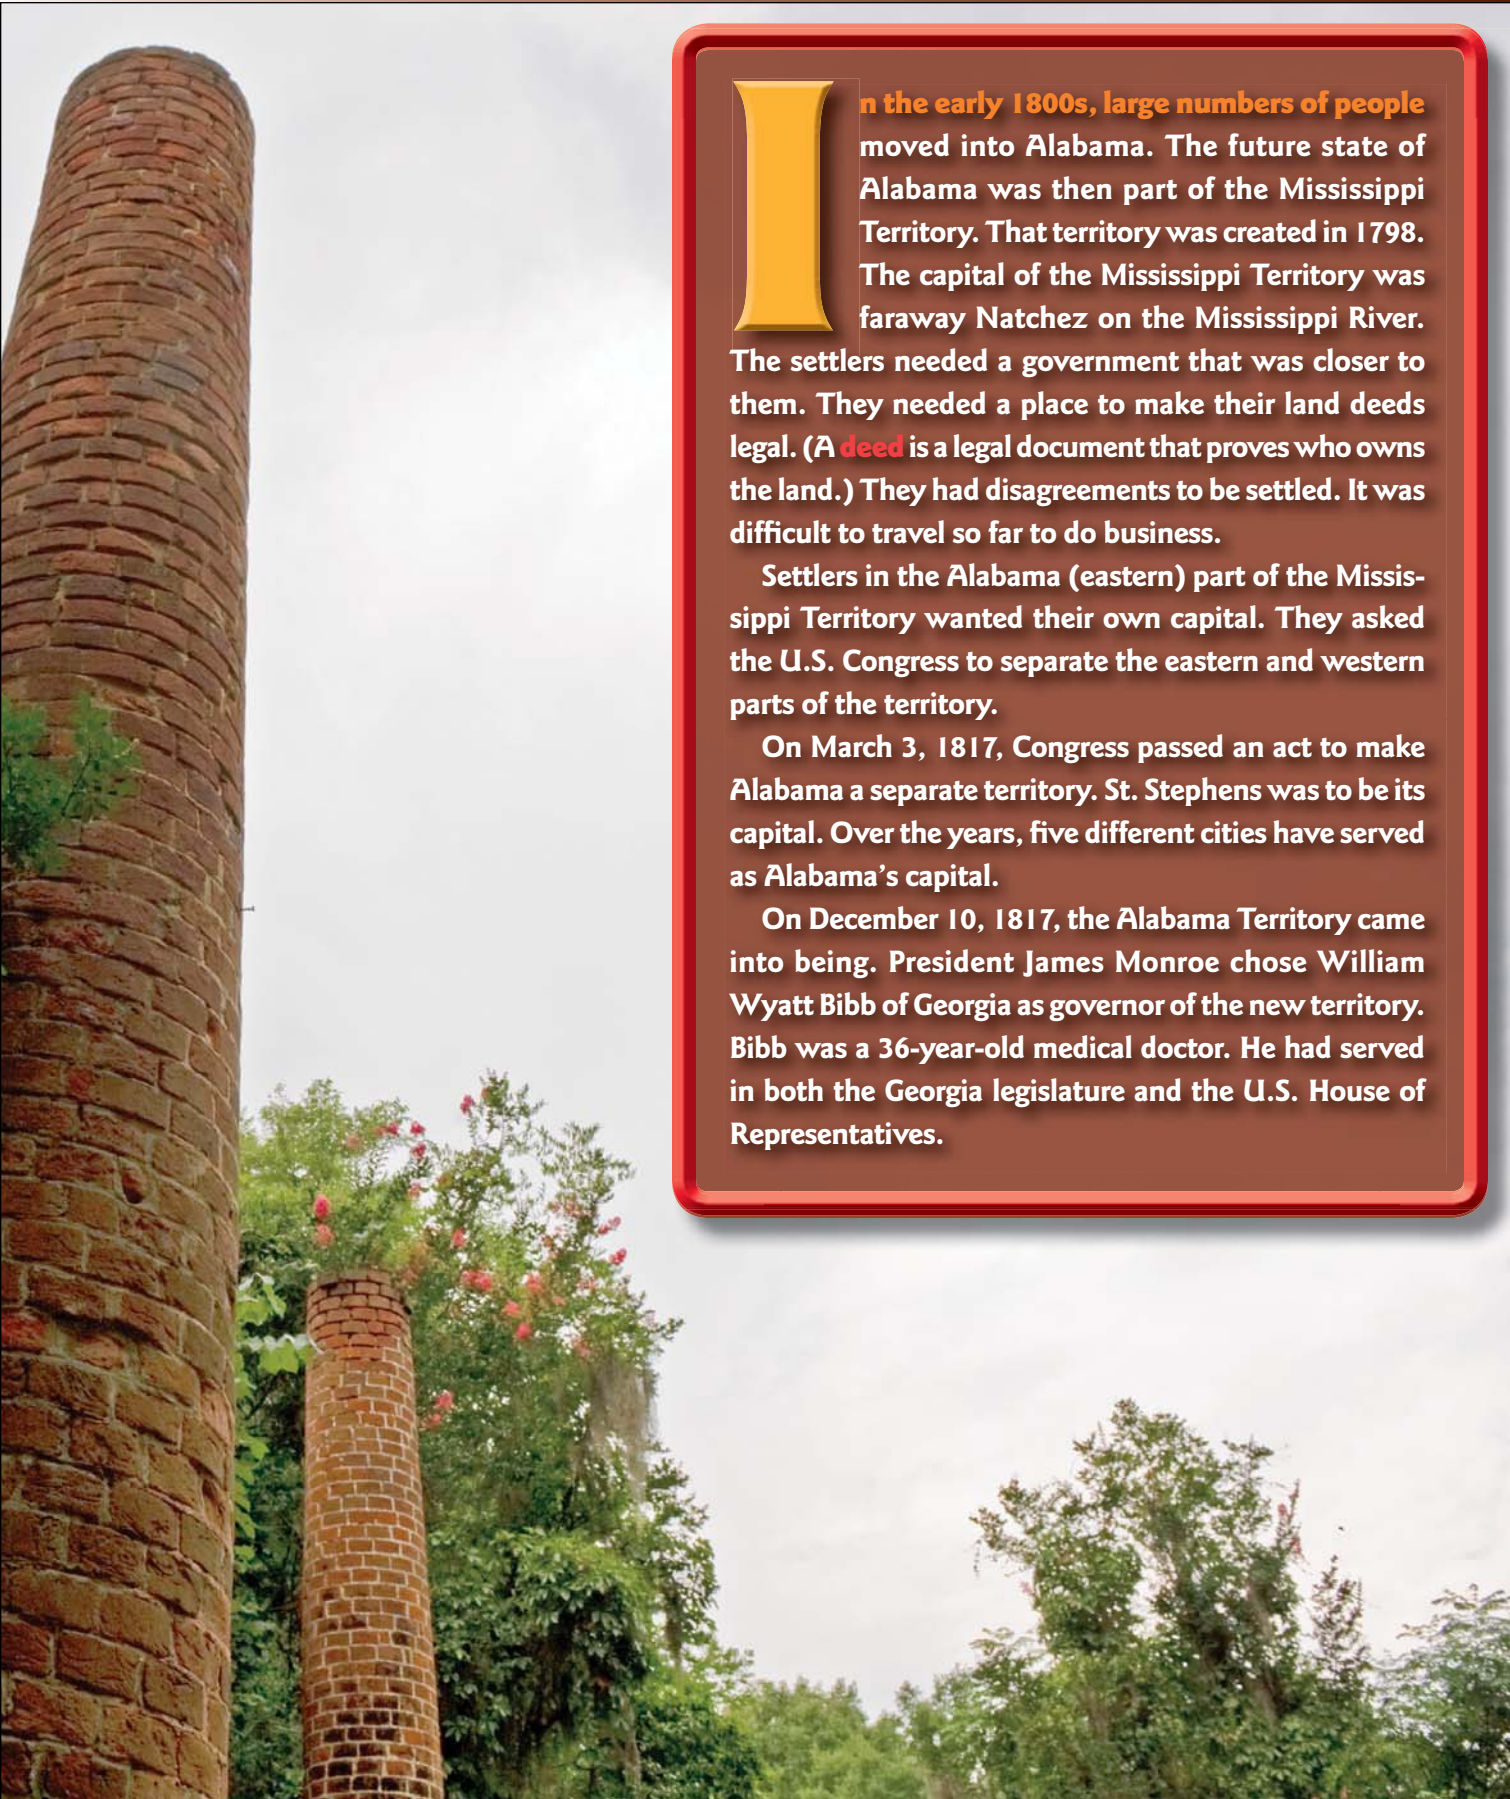 In the early 1800s, large numbers of people
moved into Alabama. The future state of
Alabama was then part of the Mississippi
Territory. That territory was created in 1798.
The capital of the Mississippi Territory was
faraway Natchez on the Mississippi River.
The settlers needed a government that was closer to
them. They needed a place to make their land deeds
legal. (A deed is a legal document that proves who owns
the land.) They had disagreements to be settled. It was
difficult to travel so far to do business.
Settlers in the Alabama (eastern) part of the Missis-
sippi Territory wanted their own capital. They asked
the U.S. Congress to separate the eastern and western
parts of the territory.
On March 3, 1817, Congress passed an act to make
Alabama a separate territory. St. Stephens was to be its
capital. Over the years, five different cities have served
as Alabama’s capital.
On December 10, 1817, the Alabama Territory came
into being. President James Monroe chose William
Wyatt Bibb of Georgia as governor of the new territory.
Bibb was a 36-year-old medical doctor. He had served
in both the Georgia legislature and the U.S. House of
Representatives.